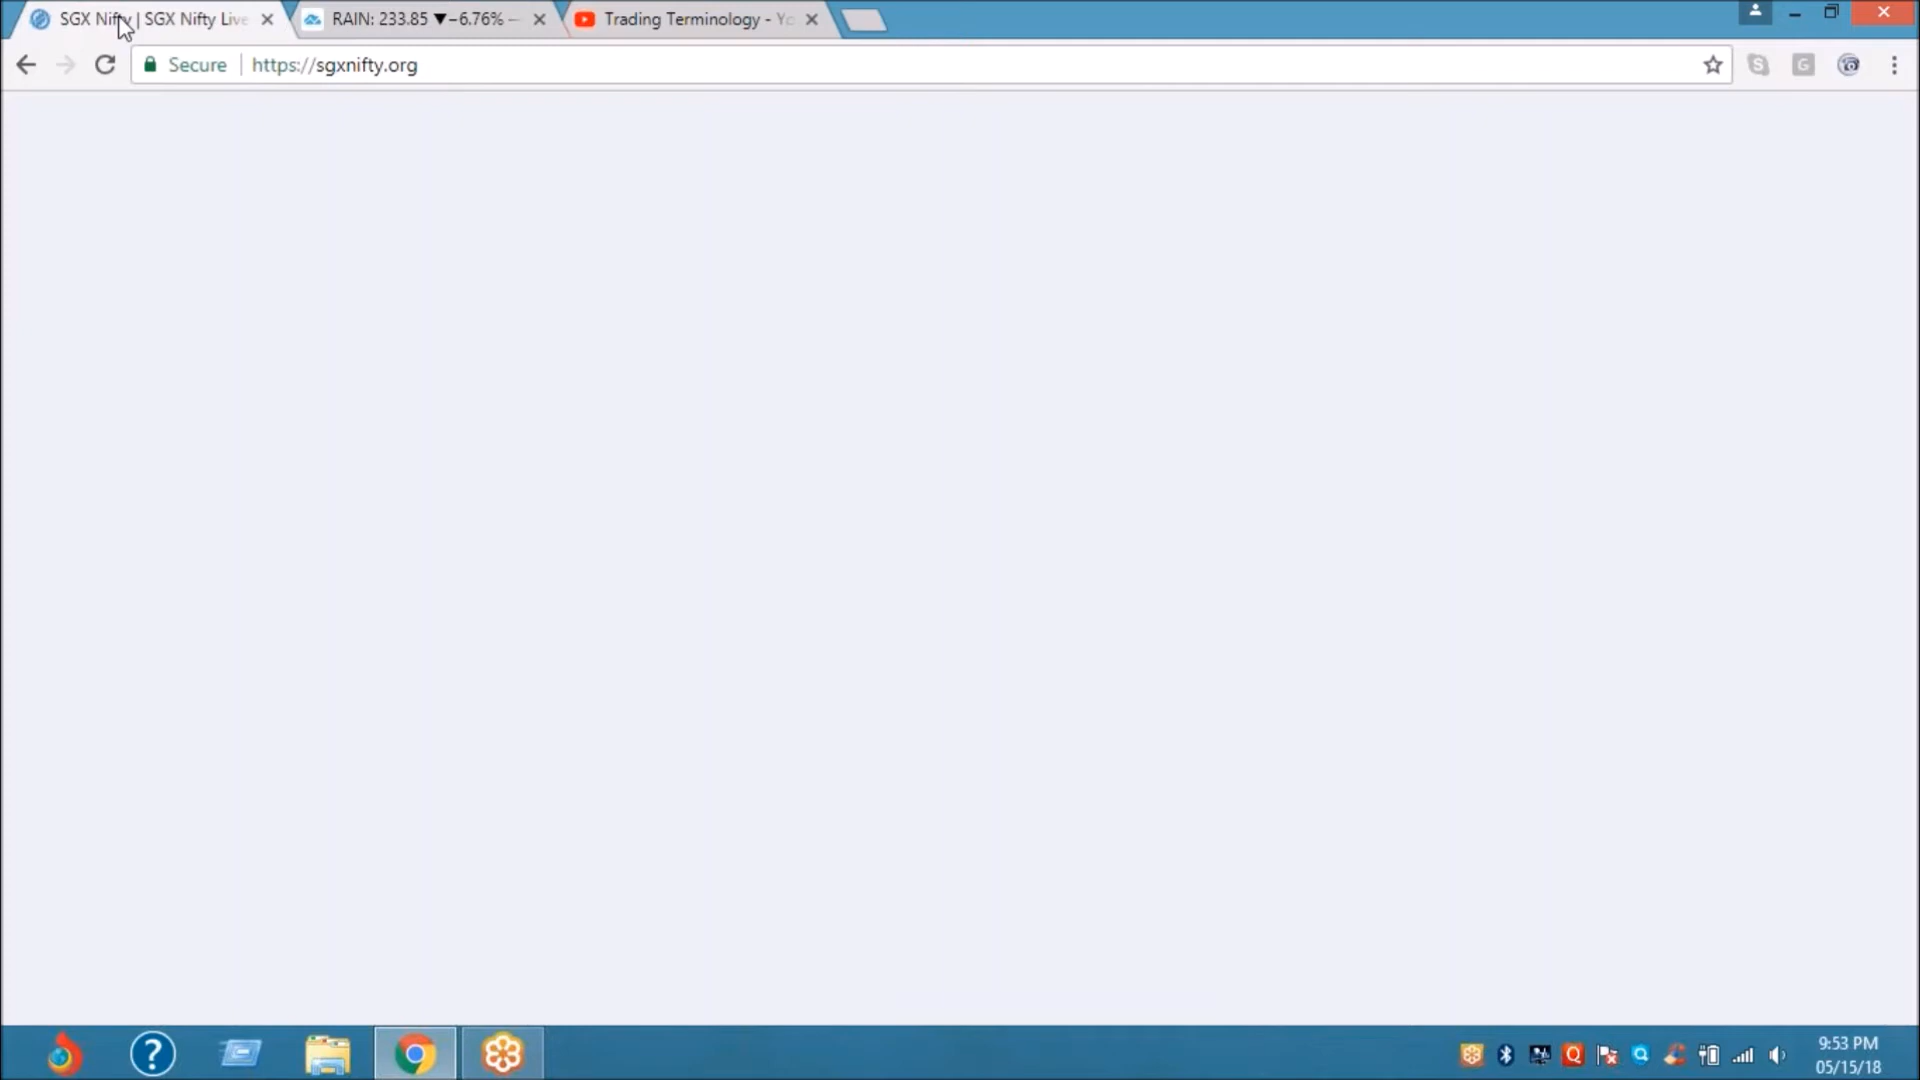 SGX Nifty | SGX Nifty Live
RAIN: 233.85 ▼−6.76% —
Trading Terminology - Yo
Secure
https://sgxnifty.org
S
G
?
Q
9:53 PM
05/15/18